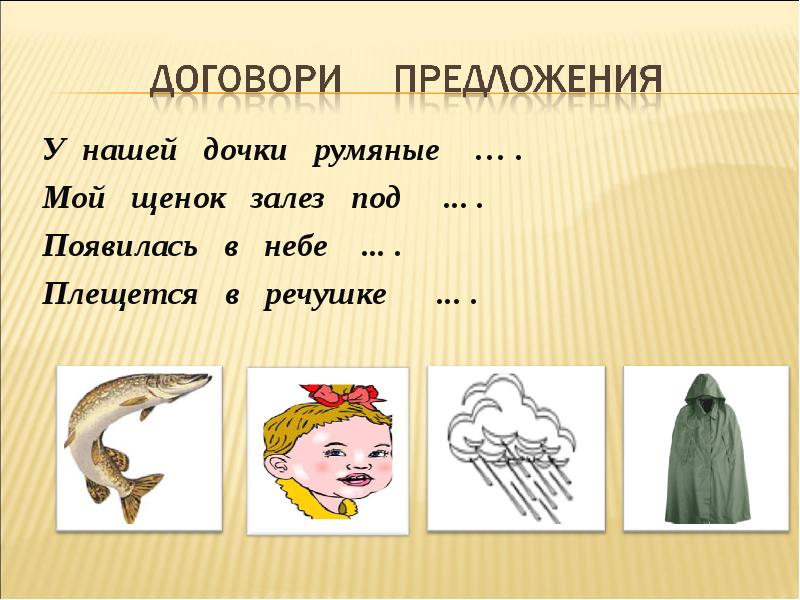 ДОГОВОРИ ПРЕДЛОЖЕНИЯ
У нашей дочки румяные … .
Мой щенок залез под ... .
Появилась в небе ... .
Плещется в речушке ... .